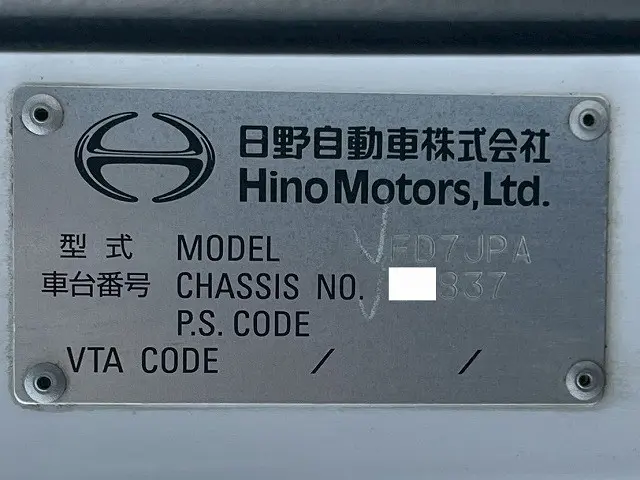 日野自動車株式会社
Hino Motors, Ltd.
型式 MODEL FD7JPA
車台番号 CHASSIS NO. 837
P.S. CODE
VTA CODE / /